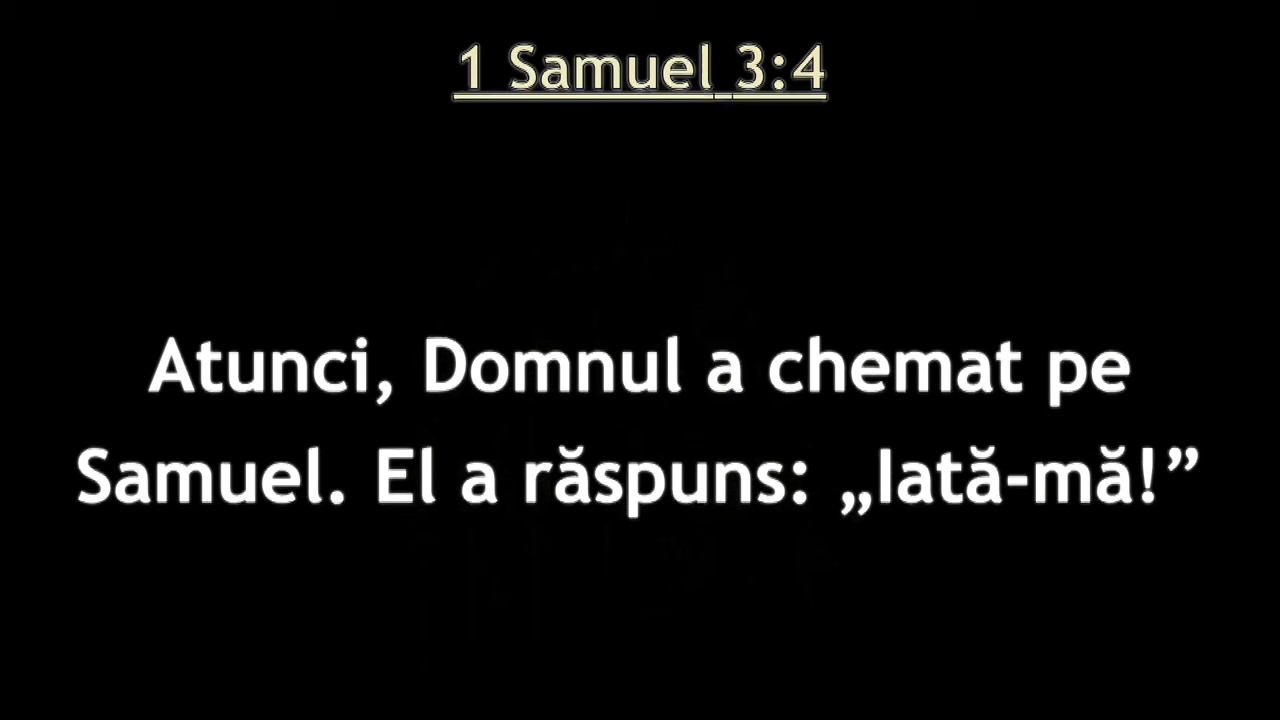 1 Samuel 3:4
Atunci, Domnul a chemat pe
Samuel. El a răspuns: „Iată-mă!”